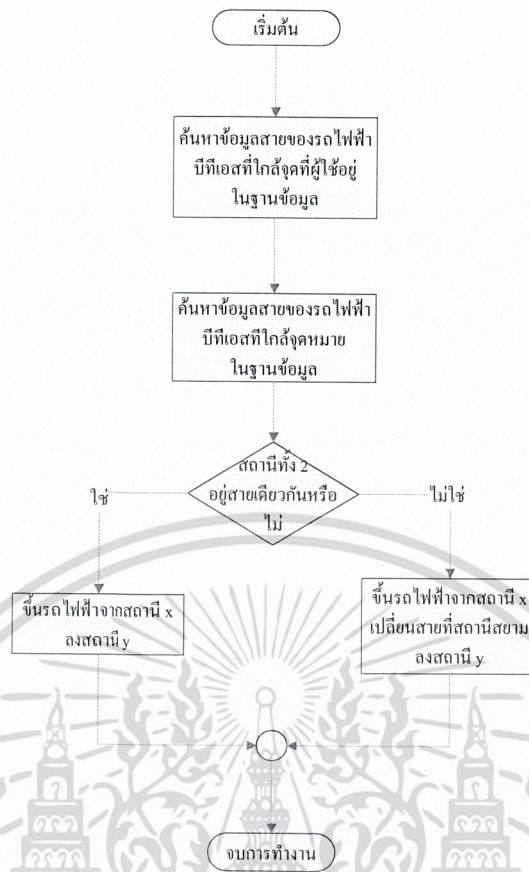 เริ่มต้น
ค้นหาข้อมูลสายของรถไฟฟ้า
บีทีเอสที่ใกล้จุดที่ผู้ใช้อยู่
ในฐานข้อมูล
ค้นหาข้อมูลสายของรถไฟฟ้า
บีทีเอสที่ใกล้จุดหมาย
ในฐานข้อมูล
สถานีทั้ง 2
อยู่สายเดียวกันหรือ
ไม่
ใช่
ไม่ใช่
ขึ้นรถไฟฟ้าจากสถานี x
ลงสถานี y
ขึ้นรถไฟฟ้าจากสถานี x
เปลี่ยนสายที่สถานีสยาม
ลงสถานี y
จบการทำงาน